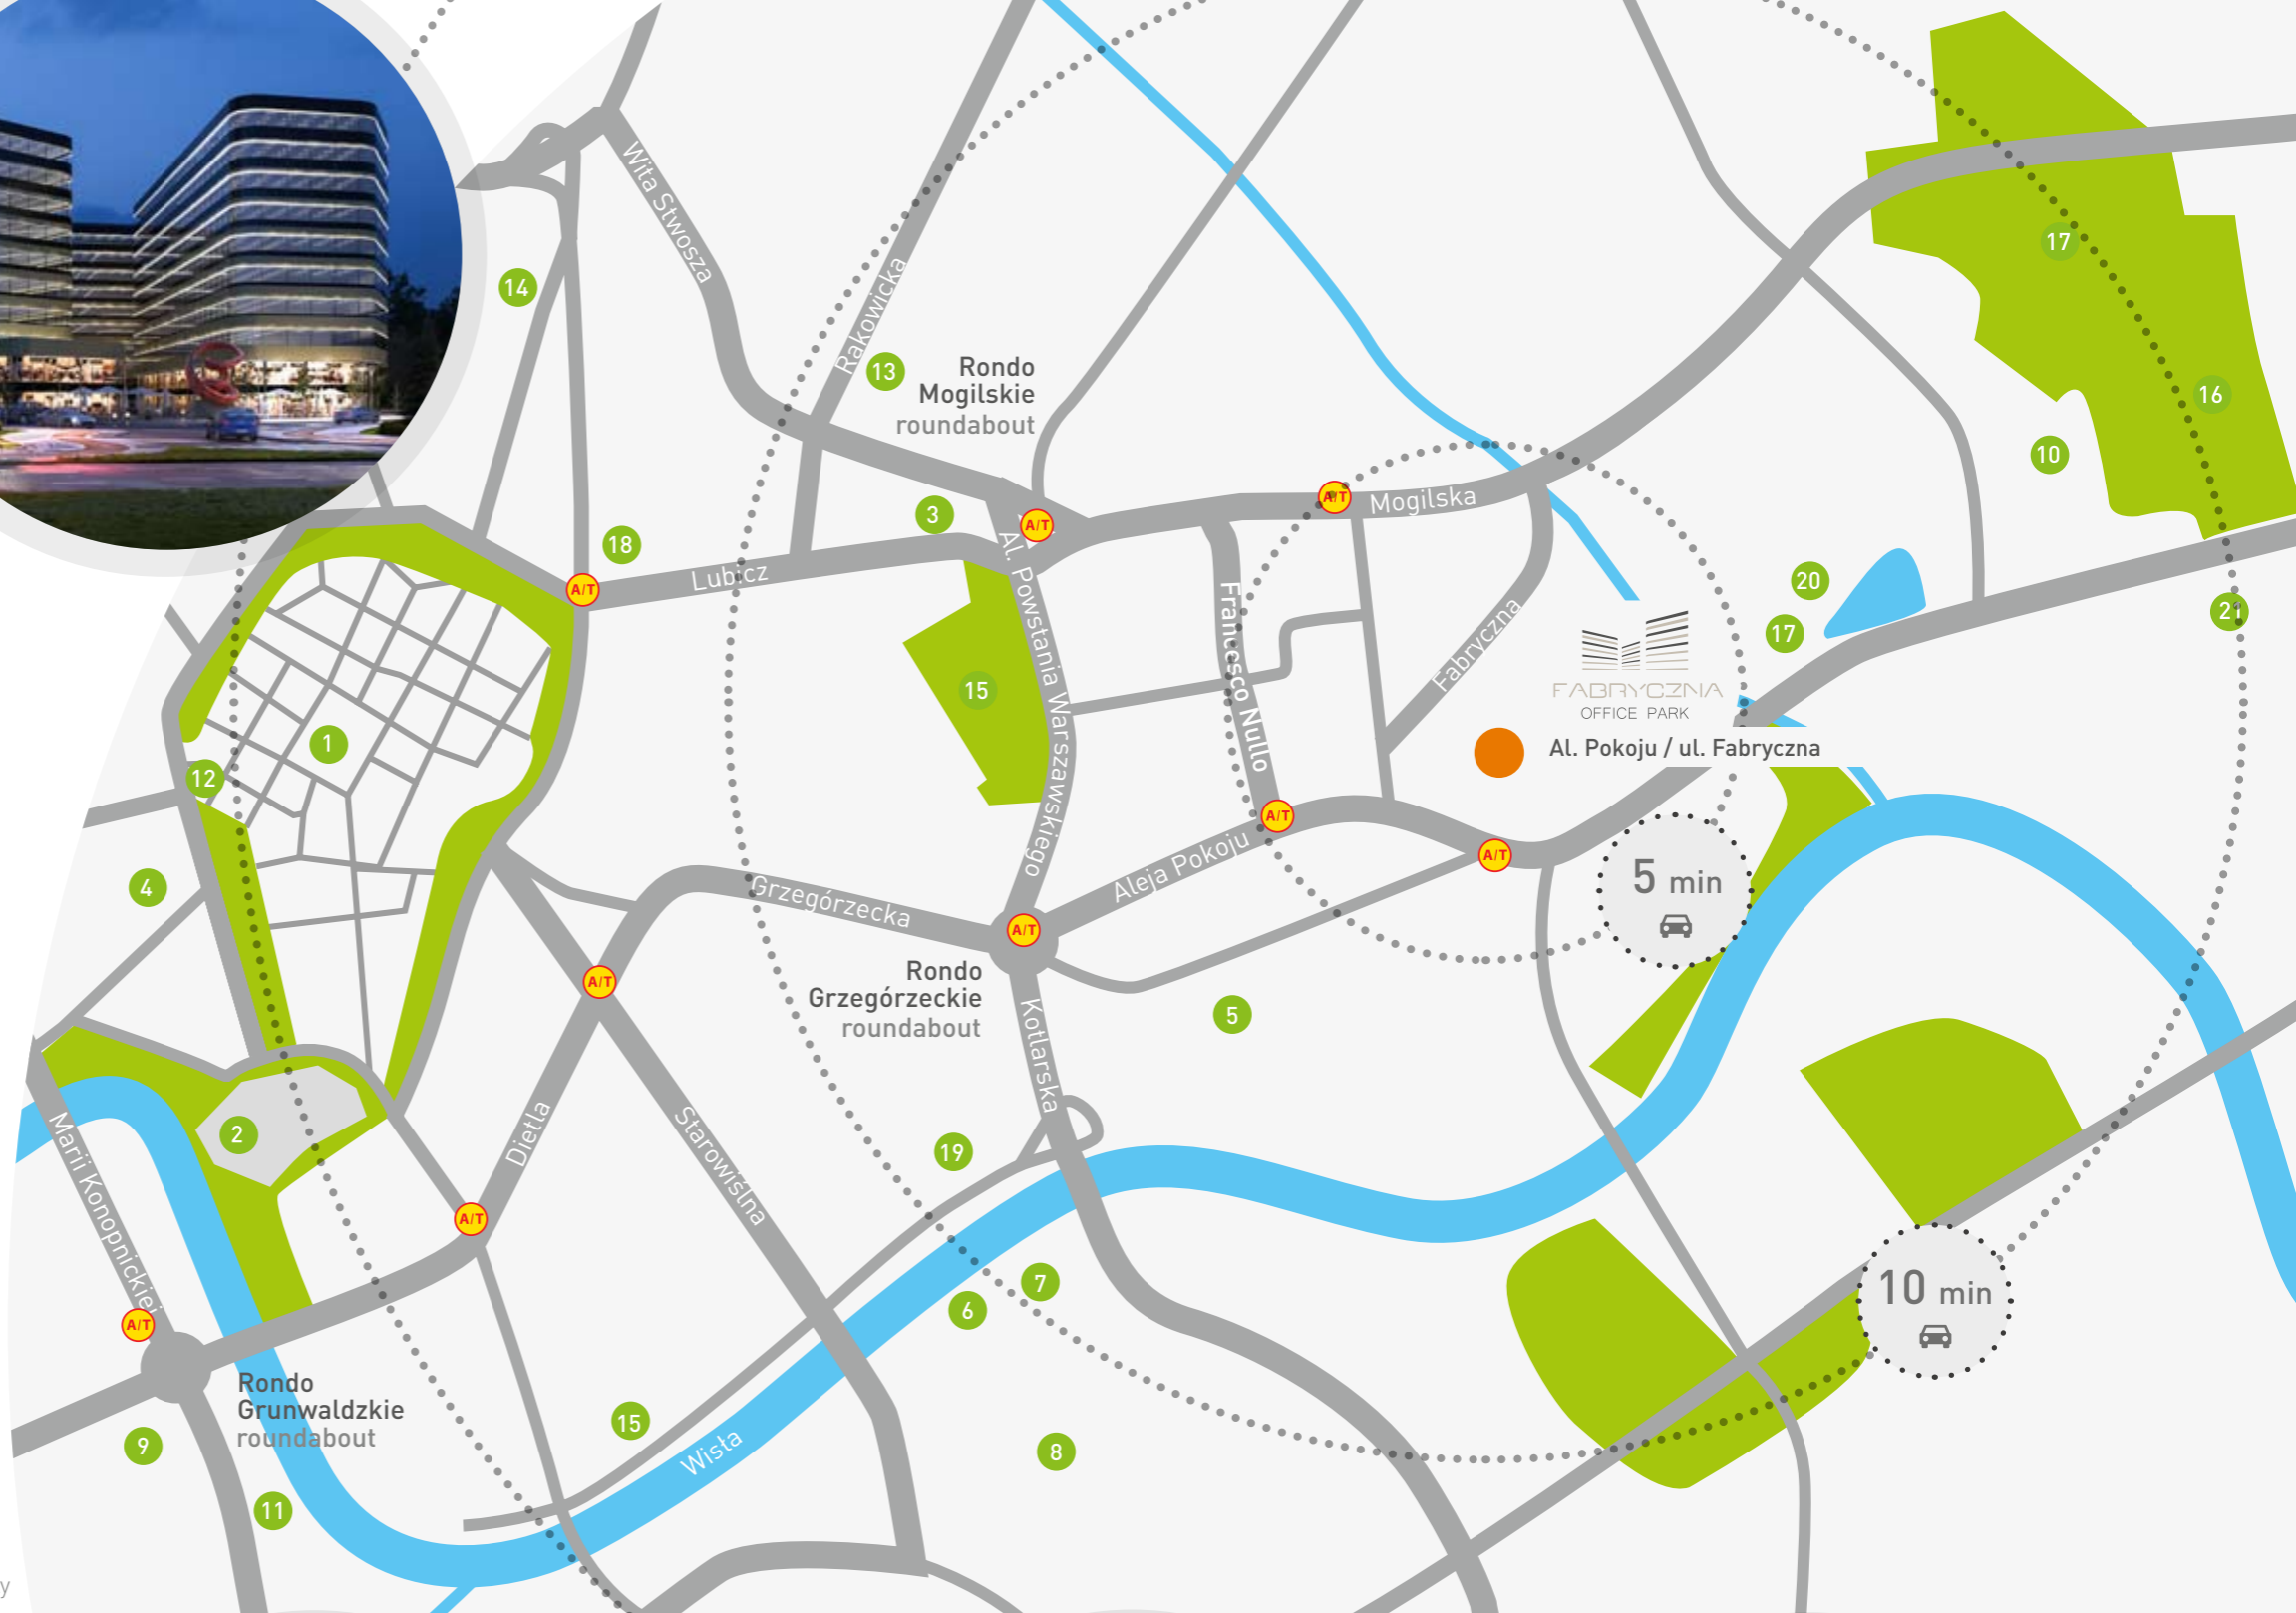 Wita Stwosza
14
17
Rakowicka
13
Rondo
Mogilskie
roundabout
16
10
A/T
Mogilska
3
A/T
18
Lubicz
A/T
Al. Powstania Warszawskiego
Francesco Nullo
Fabryczna
20
17
21
FABRYCZNA
OFFICE PARK
Al. Pokoju / ul. Fabryczna
15
1
12
A/T
Aleja Pokoju
A/T
4
Grzegórzecka
5 min
A/T
Rondo
Grzegórzeckie
roundabout
A/T
5
Kotlarska
2
Marii Konopnickiej
Dietla
Starowiślna
19
A/T
7
6
10 min
A/T
Rondo
Grunwaldzkie
roundabout
9
15
Wisła
8
11
y